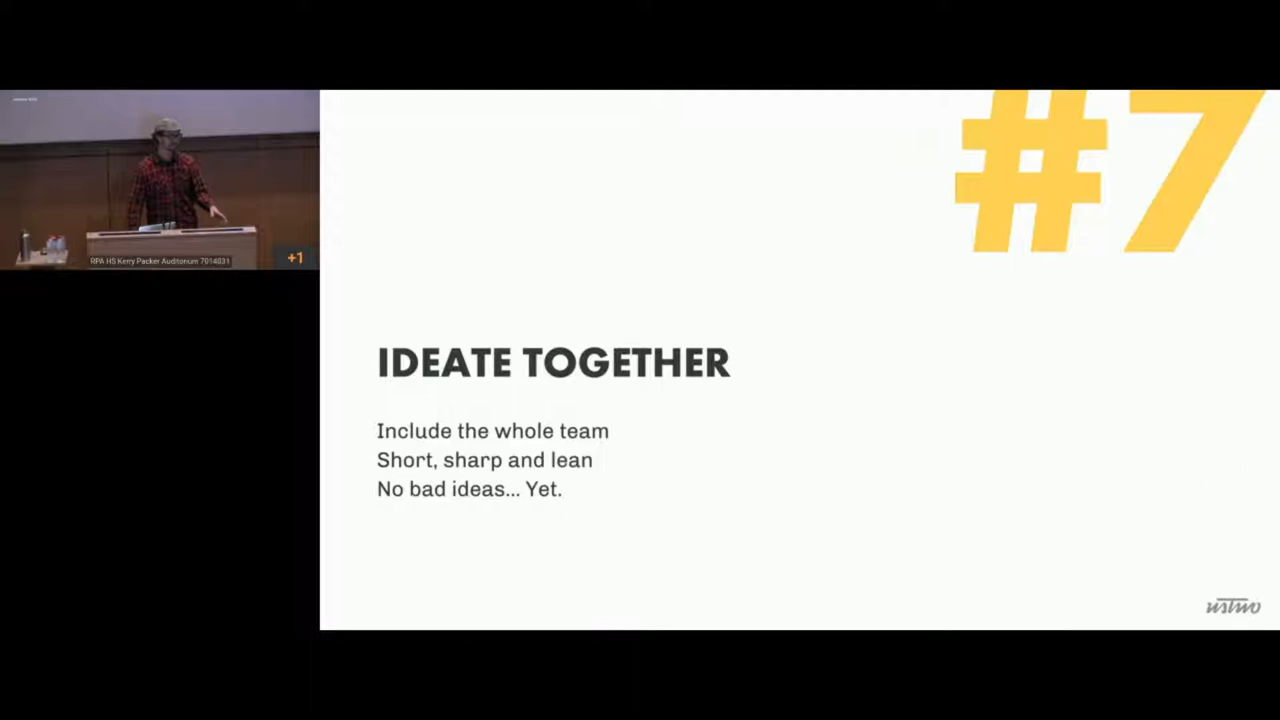 RPA HS Kerry Packer Auditorium 7014031
+1
#7
IDEATE TOGETHER
Include the whole team
Short, sharp and lean
No bad ideas... Yet.
ustwo